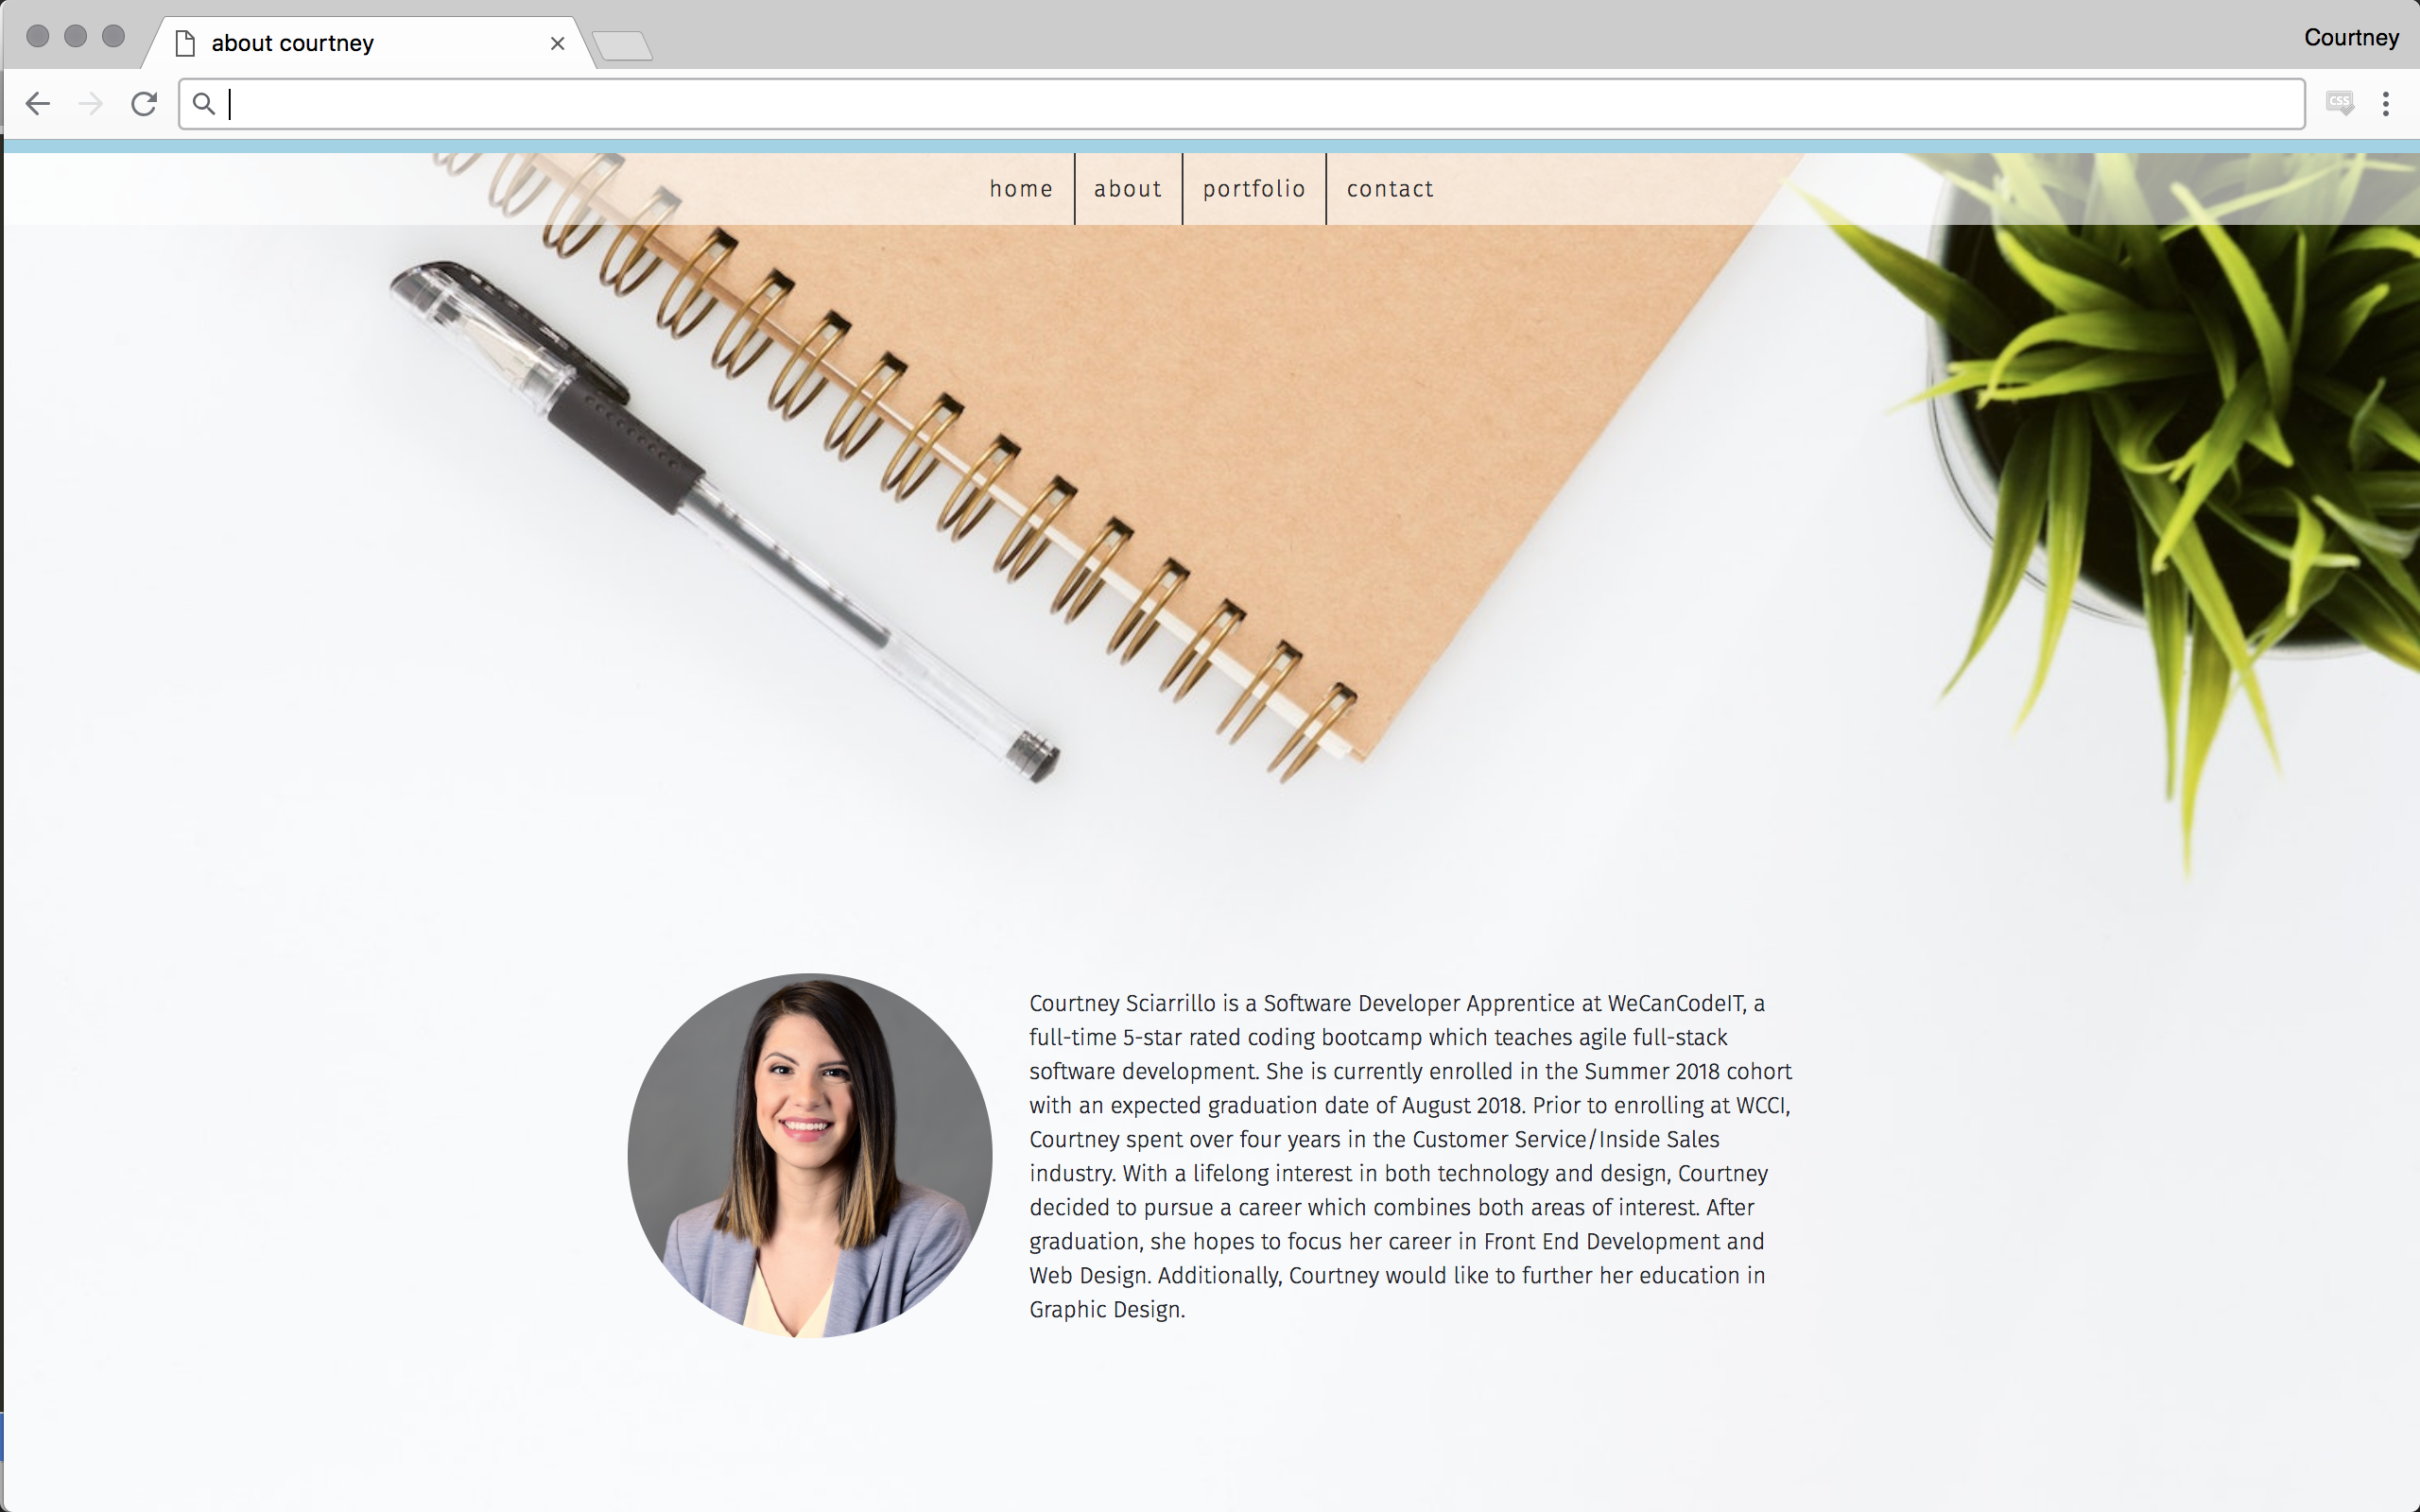 about courtney
Courtney
CSS
home about portfolio contact
Courtney Sciarrillo is a Software Developer Apprentice at WeCanCodeIT, a
full-time 5-star rated coding bootcamp which teaches agile full-stack
software development. She is currently enrolled in the Summer 2018 cohort
with an expected graduation date of August 2018. Prior to enrolling at WCCI,
Courtney spent over four years in the Customer Service/Inside Sales
industry. With a lifelong interest in both technology and design, Courtney
decided to pursue a career which combines both areas of interest. After
graduation, she hopes to focus her career in Front End Development and
Web Design. Additionally, Courtney would like to further her education in
Graphic Design.